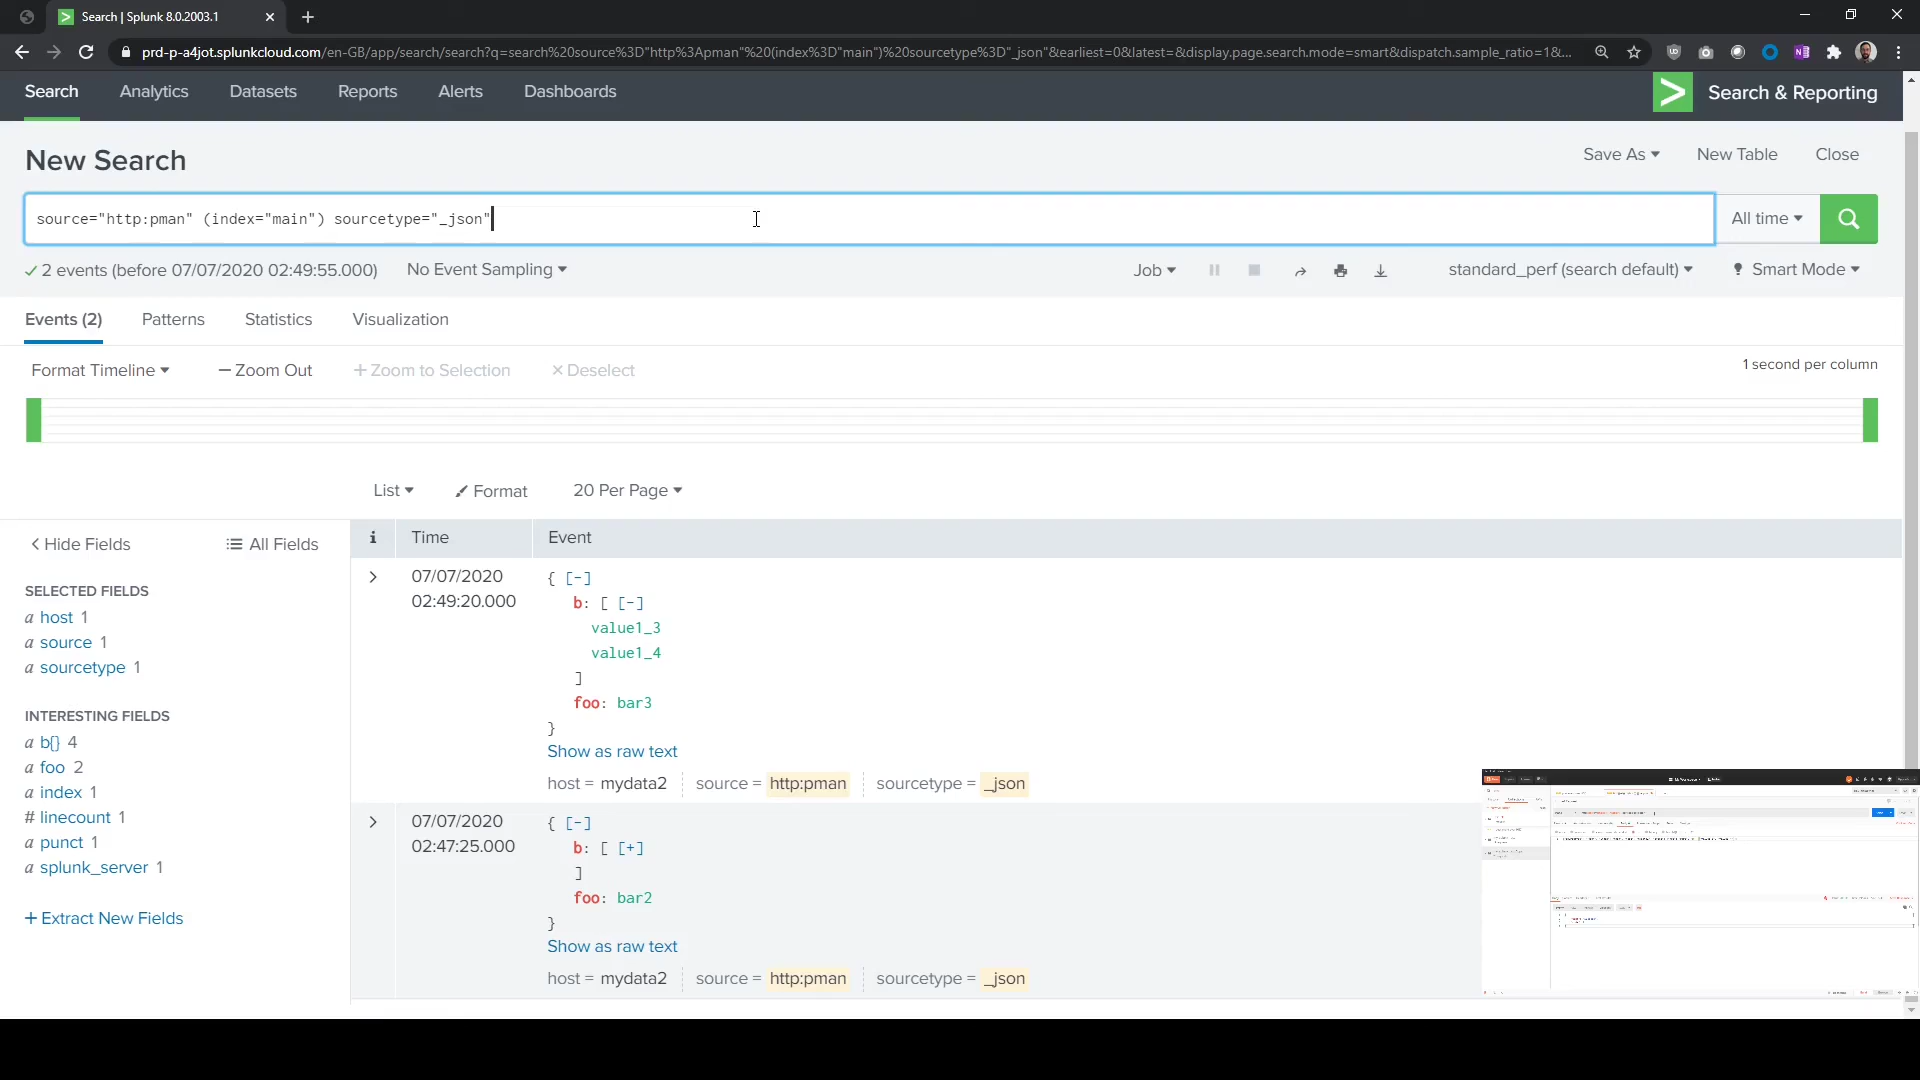 Search | Splunk 8.0.2003.1
prd-p-a4jot.splunkcloud.com/en-GB/app/search/search?q=search%20source%3D"http%3Apman"%20(index%3D"main")%20sourcetype%3D"_json"&earliest=0&latest=&display.page.search.mode=smart&dispatch.sample_ratio=1&...
Search Analytics Datasets Reports Alerts Dashboards Search & Reporting
New Search Save As New Table Close
source="http:pman" (index="main") sourcetype="_json" All time
2 events (before 07/07/2020 02:49:55.000) No Event Sampling Job standard_perf (search default) Smart Mode
Events (2) Patterns Statistics Visualization
Format Timeline — Zoom Out + Zoom to Selection × Deselect 1 second per column
List Format 20 Per Page
< Hide Fields All Fields i Time Event
SELECTED FIELDS
a host 1
a source 1
a sourcetype 1
INTERESTING FIELDS
a b{} 4
a foo 2
a index 1
# linecount 1
a punct 1
a splunk_server 1
+ Extract New Fields
> 07/07/2020 02:49:20.000
{ [-]
b: [ [-]
value1_3
value1_4
]
foo: bar3
}
Show as raw text
host = mydata2 source = http:pman sourcetype = _json
> 07/07/2020 02:47:25.000
{ [-]
b: [ [+]
]
foo: bar2
}
Show as raw text
host = mydata2 source = http:pman sourcetype = _json